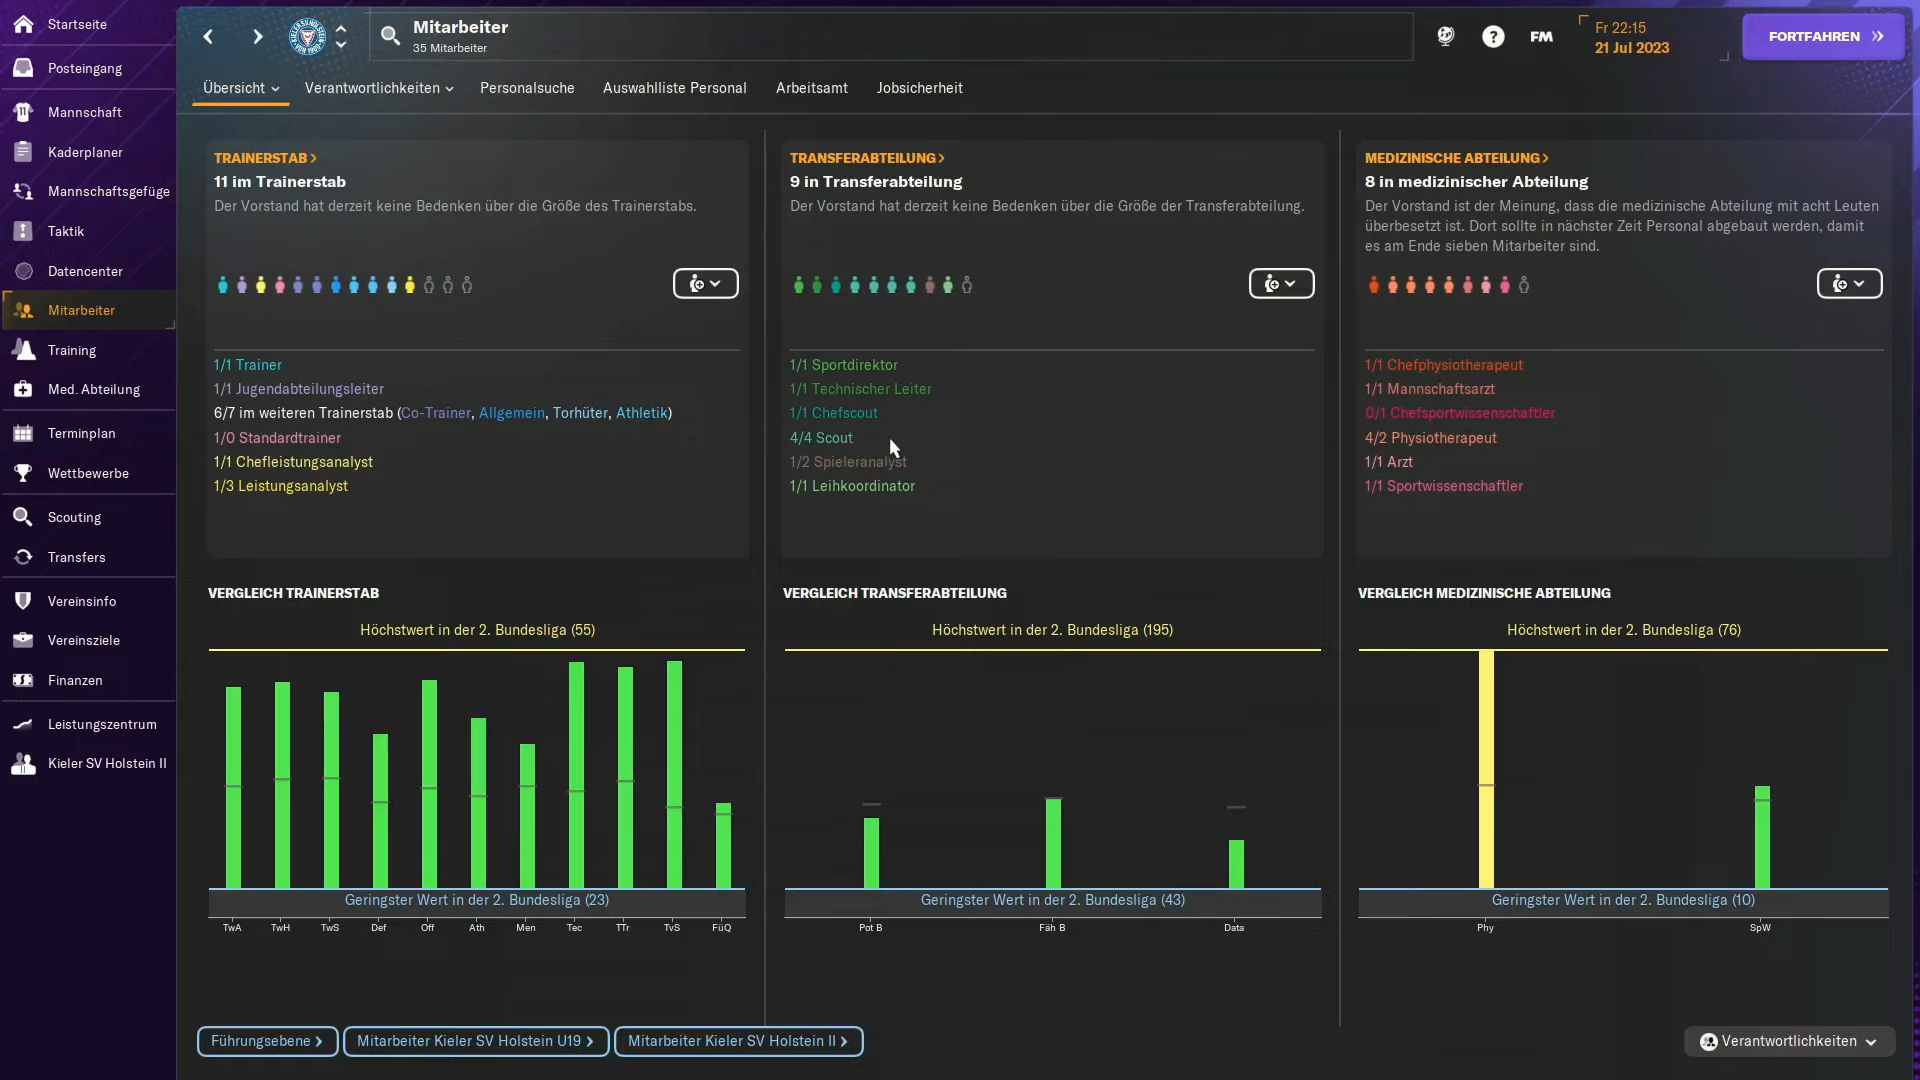 Startseite
Posteingang
Mannschaft
Kaderplaner
Mannschaftsgefüge
Taktik
Datencenter
Mitarbeiter
Training
Med. Abteilung
Terminplan
Wettbewerbe
Scouting
Transfers
Vereinsinfo
Vereinsziele
Finanzen
Leistungszentrum
Kieler SV Holstein II
Mitarbeiter
35 Mitarbeiter
? FM
Fr 22:15
21 Jul 2023
FORTFAHREN
Übersicht Verantwortlichkeiten Personalsuche Auswahlliste Personal Arbeitsamt Jobsicherheit
TRAINERSTAB >
11 im Trainerstab
Der Vorstand hat derzeit keine Bedenken über die Größe des Trainerstabs.
1/1 Trainer
1/1 Jugendabteilungsleiter
6/7 im weiteren Trainerstab (Co-Trainer, Allgemein, Torhüter, Athletik)
1/0 Standardtrainer
1/1 Chefleistungsanalyst
1/3 Leistungsanalyst
TRANSFERABTEILUNG >
9 in Transferabteilung
Der Vorstand hat derzeit keine Bedenken über die Größe der Transferabteilung.
1/1 Sportdirektor
1/1 Technischer Leiter
1/1 Chefscout
4/4 Scout
1/2 Spieleranalyst
1/1 Leihkoordinator
MEDIZINISCHE ABTEILUNG >
8 in medizinischer Abteilung
Der Vorstand ist der Meinung, dass die medizinische Abteilung mit acht Leuten
überbesetzt ist. Dort sollte in nächster Zeit Personal abgebaut werden, damit
es am Ende sieben Mitarbeiter sind.
1/1 Chefphysiotherapeut
1/1 Mannschaftsarzt
0/1 Chefsportwissenschaftler
4/2 Physiotherapeut
1/1 Arzt
1/1 Sportwissenschaftler
VERGLEICH TRAINERSTAB
Höchstwert in der 2. Bundesliga (55)
Geringster Wert in der 2. Bundesliga (23)
TwA TwH TwS Def Off Ath Men Tec TTr TvS FüQ
VERGLEICH TRANSFERABTEILUNG
Höchstwert in der 2. Bundesliga (195)
Geringster Wert in der 2. Bundesliga (43)
Pot B Fäh B Data
VERGLEICH MEDIZINISCHE ABTEILUNG
Höchstwert in der 2. Bundesliga (76)
Geringster Wert in der 2. Bundesliga (10)
Phy SpW
Führungsebene > Mitarbeiter Kieler SV Holstein U19 > Mitarbeiter Kieler SV Holstein II >
Verantwortlichkeiten